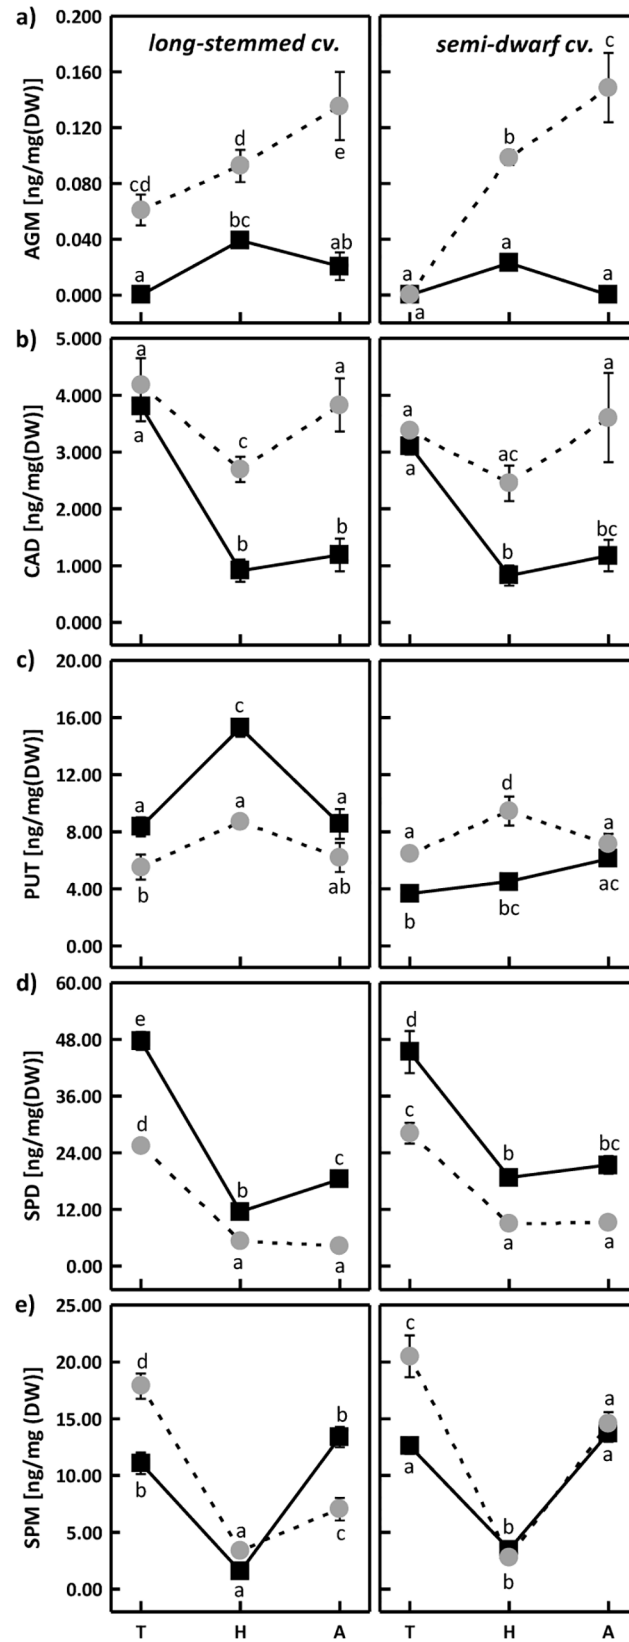 a)
long-stemmed cv.
semi-dwarf cv.
AGM [ng/mg(DW)]
0.200
0.160
0.120
0.080
0.040
0.000
cd
d
e
a
bc
ab
a
b
c
a
a
a
b)
CAD [ng/mg(DW)]
5.000
4.000
3.000
2.000
1.000
0.000
a
c
a
a
b
b
a
ac
a
a
b
bc
c)
PUT [ng/mg(DW)]
20.00
16.00
12.00
8.00
4.00
0.00
a
c
a
b
a
ab
a
d
a
b
bc
ac
d)
SPD [ng/mg(DW)]
60.00
48.00
36.00
24.00
12.00
0.00
e
b
c
d
a
a
d
b
bc
c
a
a
e)
SPM [ng/mg (DW)]
25.00
20.00
15.00
10.00
5.00
0.00
d
a
b
b
a
c
c
b
a
a
b
a
T
H
A
T
H
A